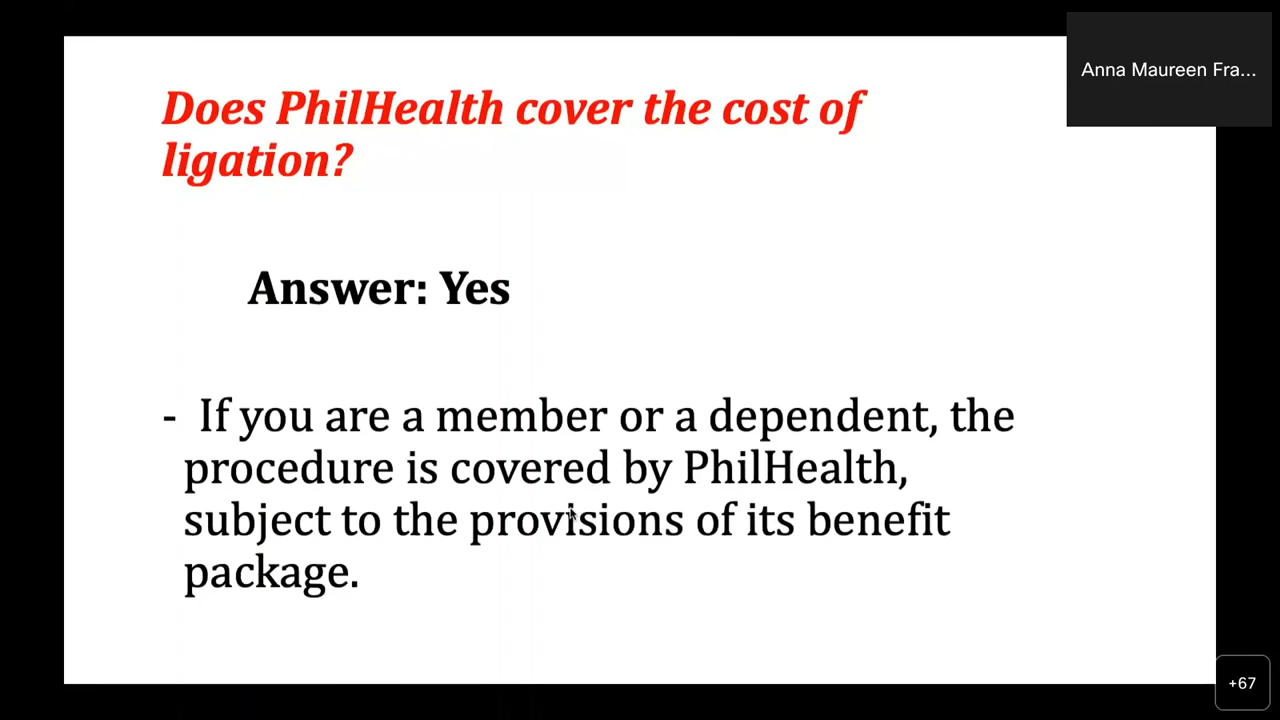 Anna Maureen Fra...
Does PhilHealth cover the cost of
ligation?
Answer: Yes
- If you are a member or a dependent, the
procedure is covered by PhilHealth,
subject to the provisions of its benefit
package.
+67